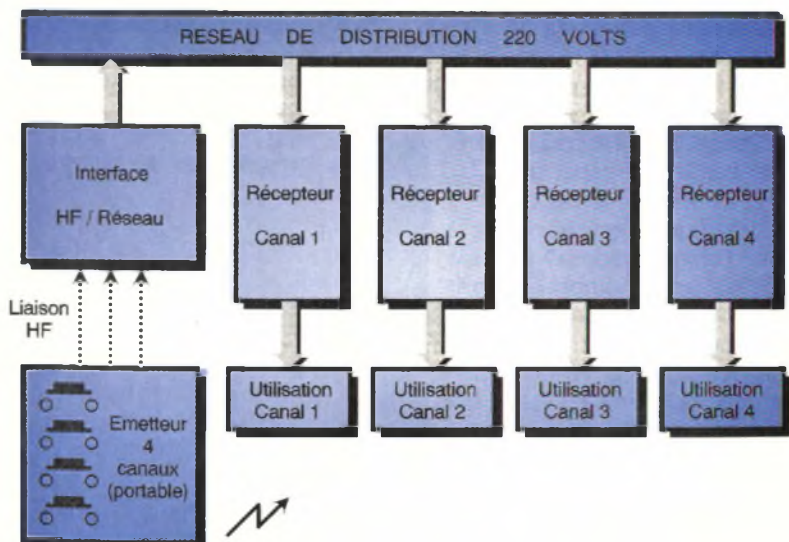 RESEAU DE DISTRIBUTION 220 VOLTS
Interface
HF / Réseau
Récepteur
Canal 1
Récepteur
Canal 2
Récepteur
Canal 3
Récepteur
Canal 4
Liaison
HF
Emetteur
4
canaux
(portable)
Utilisation
Canal 1
Utilisation
Canal 2
Utilisation
Canal 3
Utilisation
Canal 4